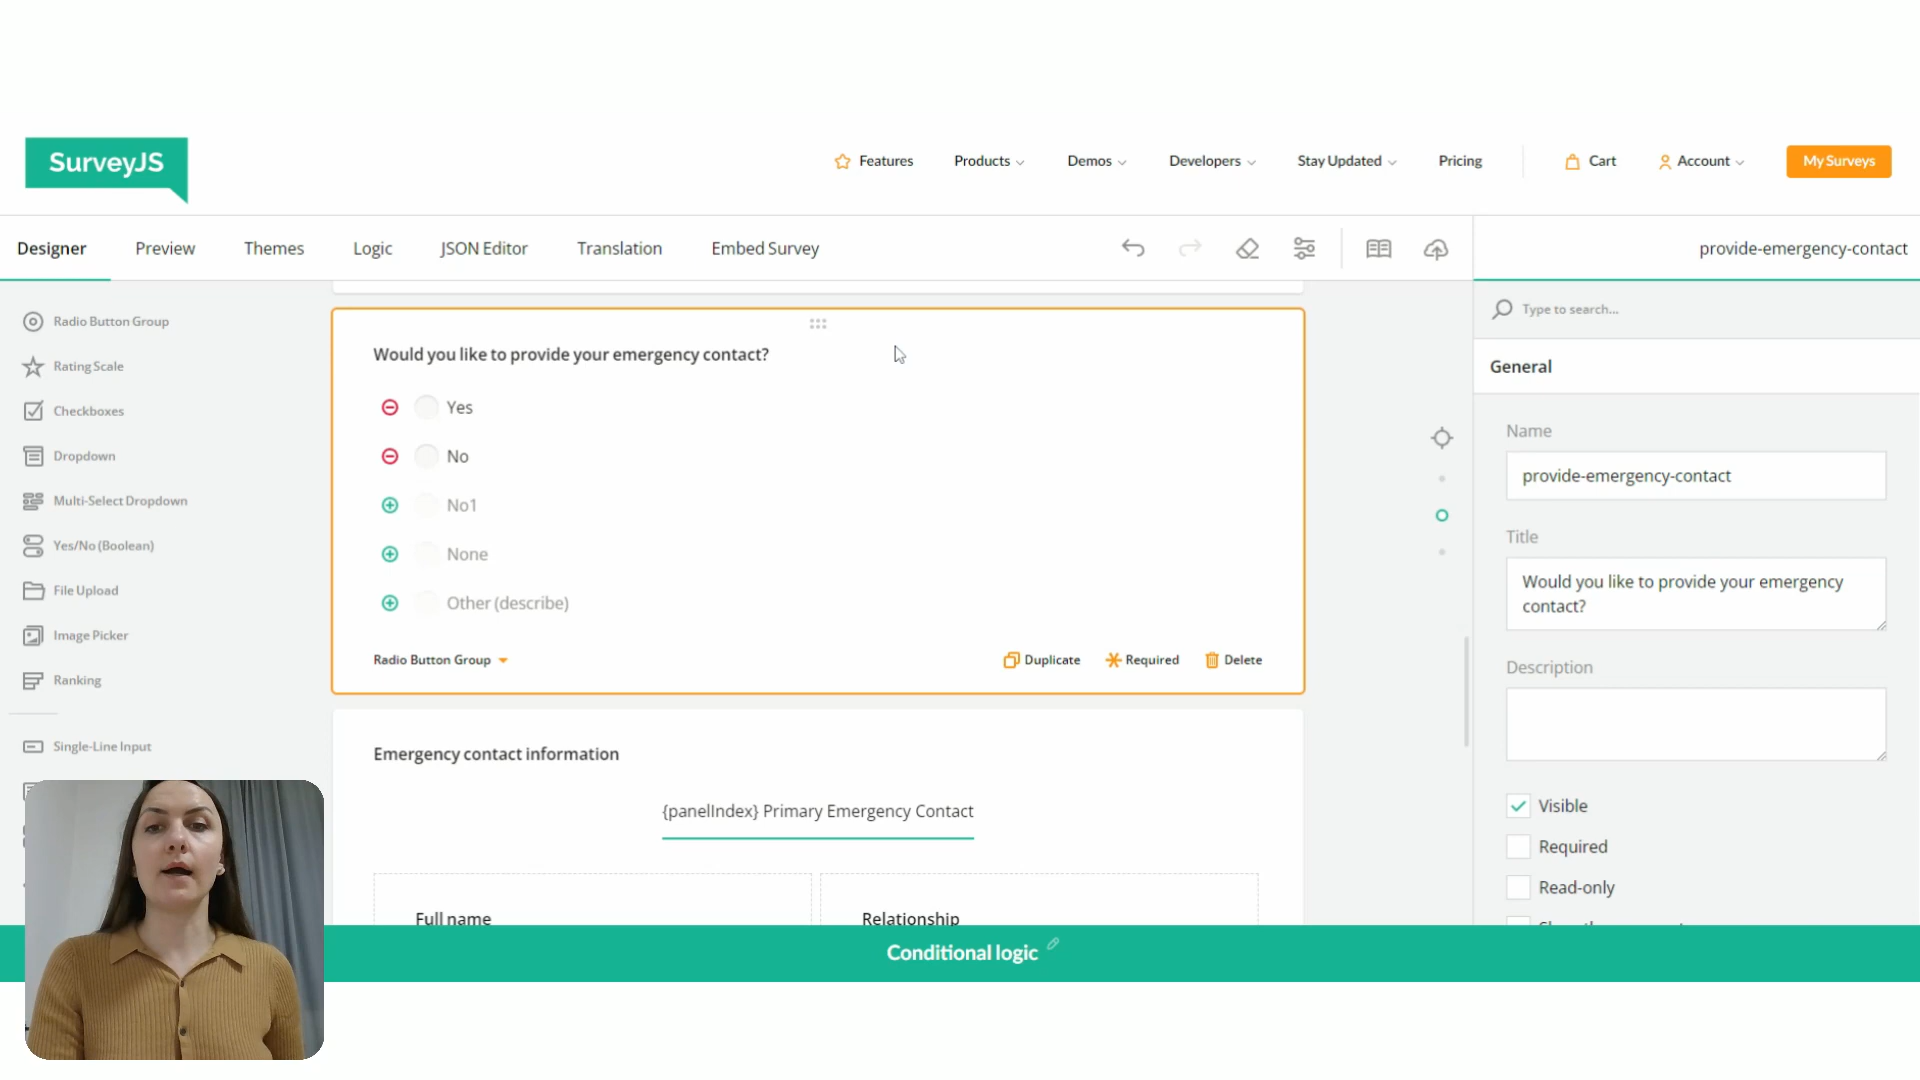 SurveyJS
Features
Products
Demos
Developers
Stay Updated
Pricing
Cart
Account
My Surveys
Designer
Preview
Themes
Logic
JSON Editor
Translation
Embed Survey
provide-emergency-contact
Radio Button Group
Rating Scale
Checkboxes
Dropdown
Multi-Select Dropdown
Yes/No (Boolean)
File Upload
Image Picker
Ranking
Single-Line Input
Would you like to provide your emergency contact?
Yes
No
No1
None
Other (describe)
Radio Button Group
Duplicate
Required
Delete
Emergency contact information
{panelIndex} Primary Emergency Contact
Full name
Relationship
Type to search...
General
Name
provide-emergency-contact
Title
Would you like to provide your emergency
contact?
Description
Visible
Required
Read-only
Conditional logic